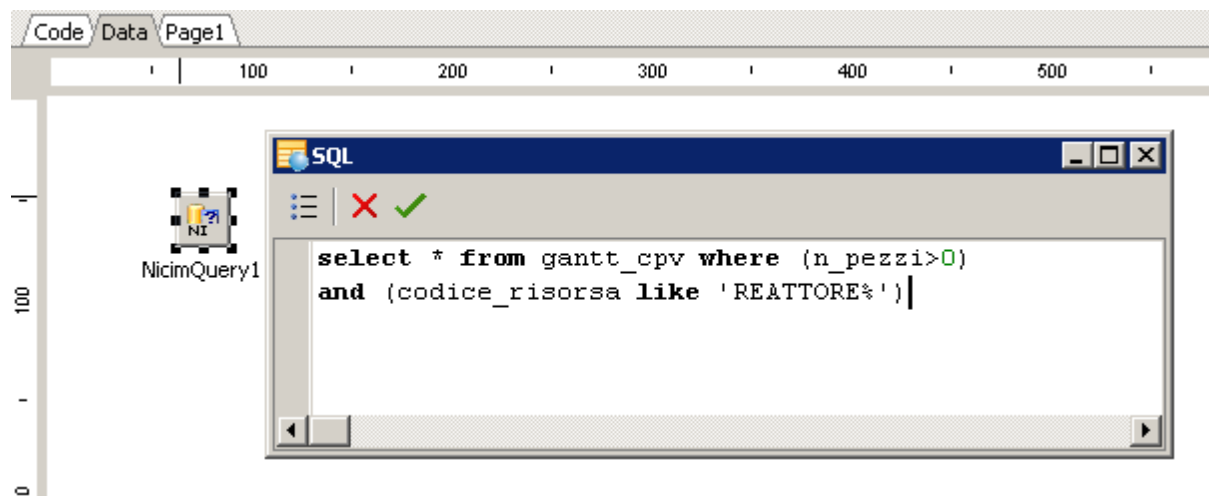 Code Data Page1
100 200 300 400 500
SQL
NI
NicimQuery1
select * from gantt_cpv where (n_pezzi>0)
and (codice_risorsa like 'REATTORE%')
100